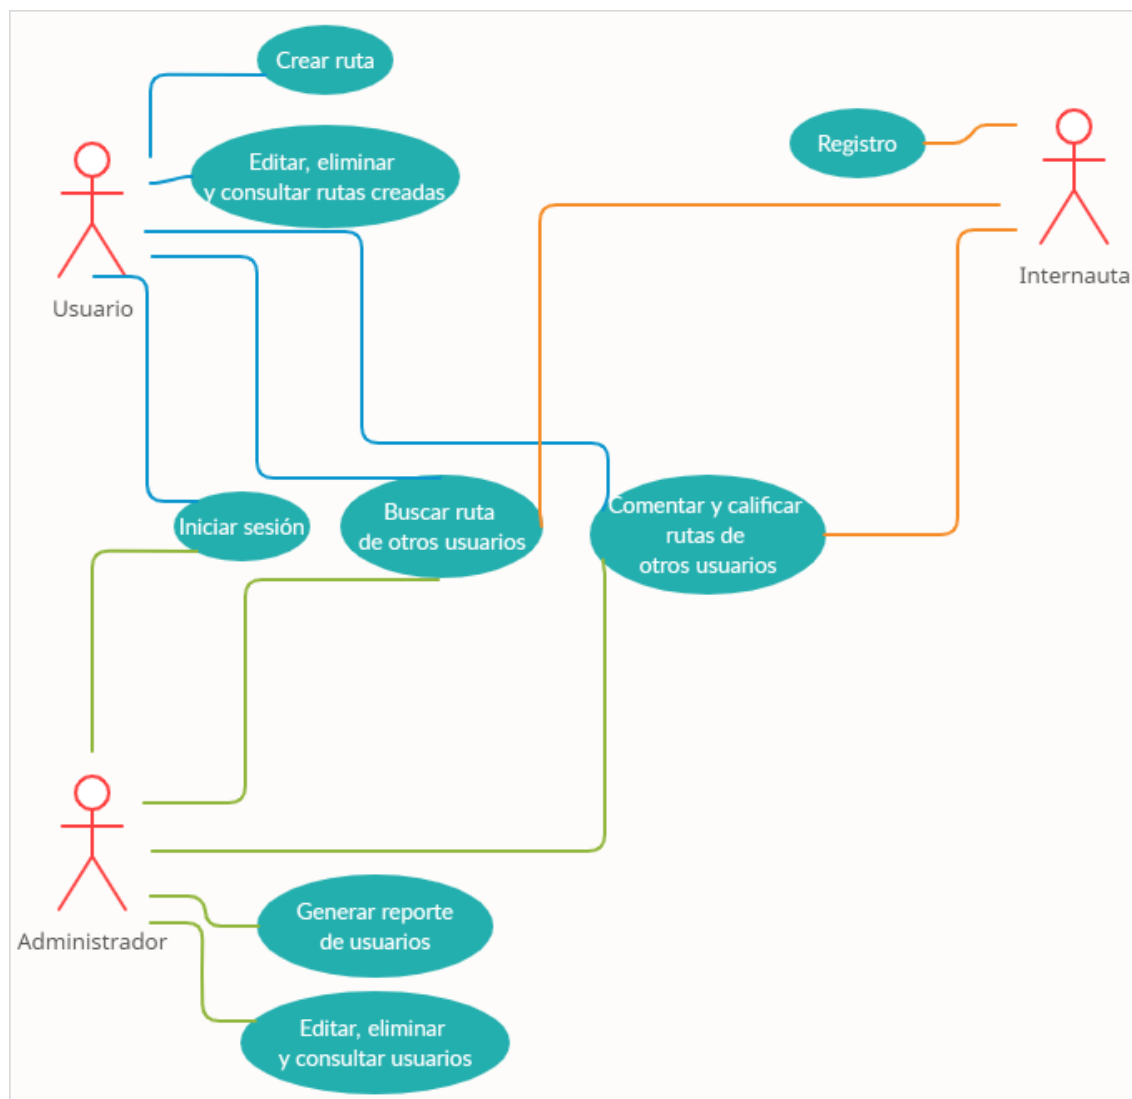 Crear ruta
Registro
Editar, eliminar
y consultar rutas creadas
Usuario
Internauta
Iniciar sesión
Buscar ruta
de otros usuarios
Comentar y calificar
rutas de
otros usuarios
Administrador
Generar reporte
de usuarios
Editar, eliminar
y consultar usuarios